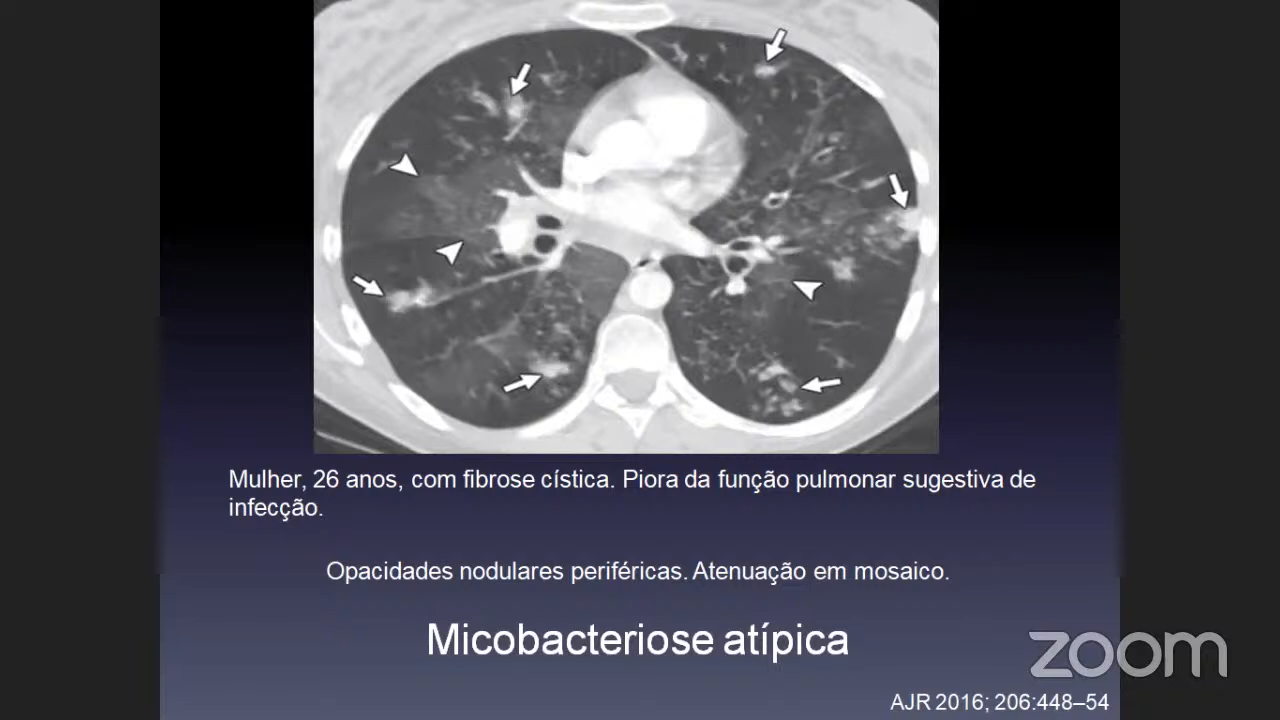 Mulher, 26 anos, com fibrose cística. Piora da função pulmonar sugestiva de
infecção.
Opacidades nodulares periféricas. Atenuação em mosaico.
Micobacteriose atípica
zoom
AJR 2016; 206:448–54